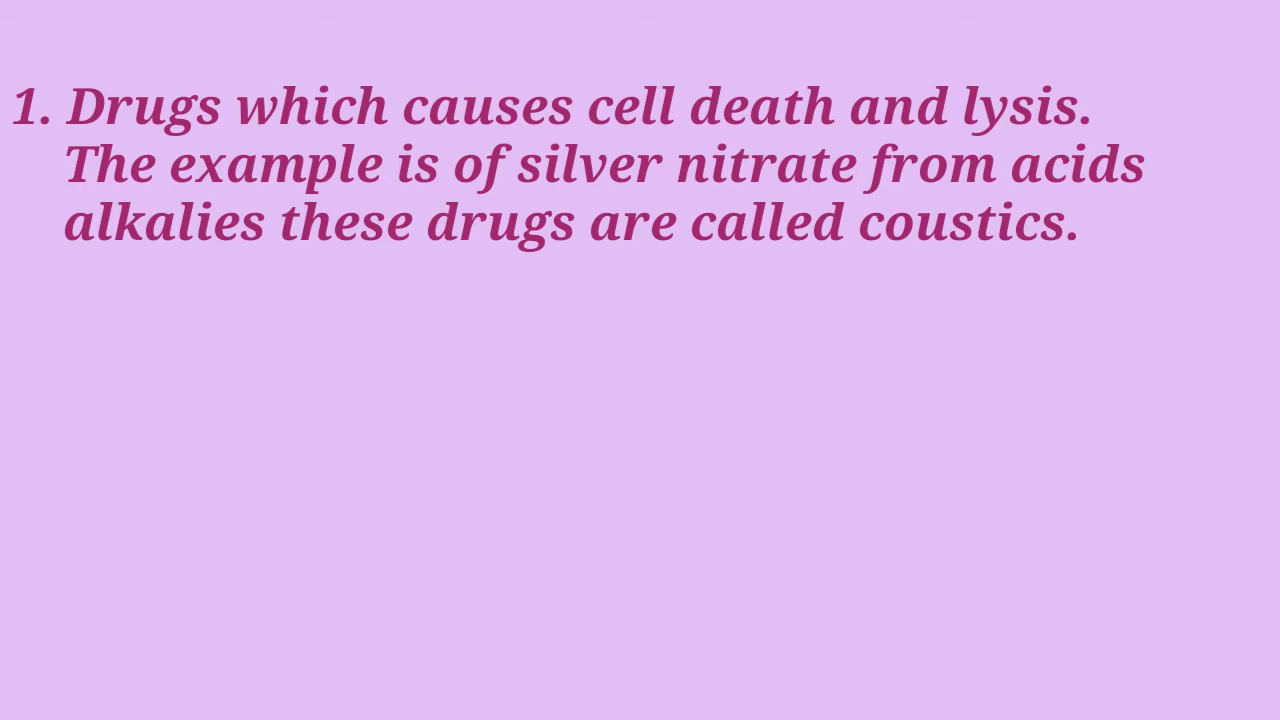 1. Drugs which causes cell death and lysis.
The example is of silver nitrate from acids
alkalies these drugs are called coustics.